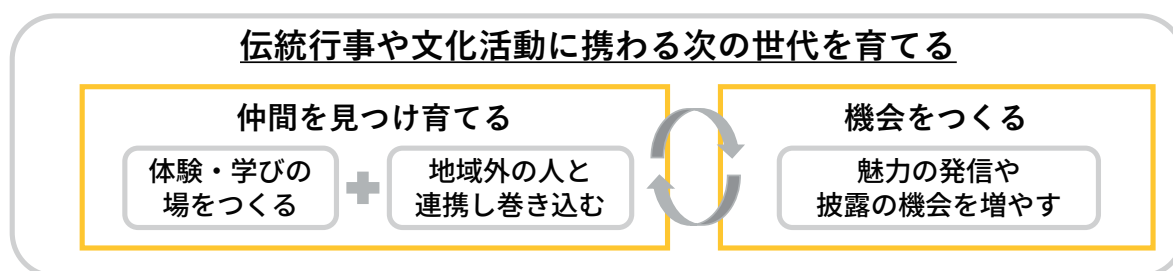 伝統行事や文化活動に携わる次の世代を育てる
仲間を見つけ育てる
体験・学びの
場をつくる
地域外の人と
連携し巻き込む
機会をつくる
魅力の発信や
披露の機会を増やす